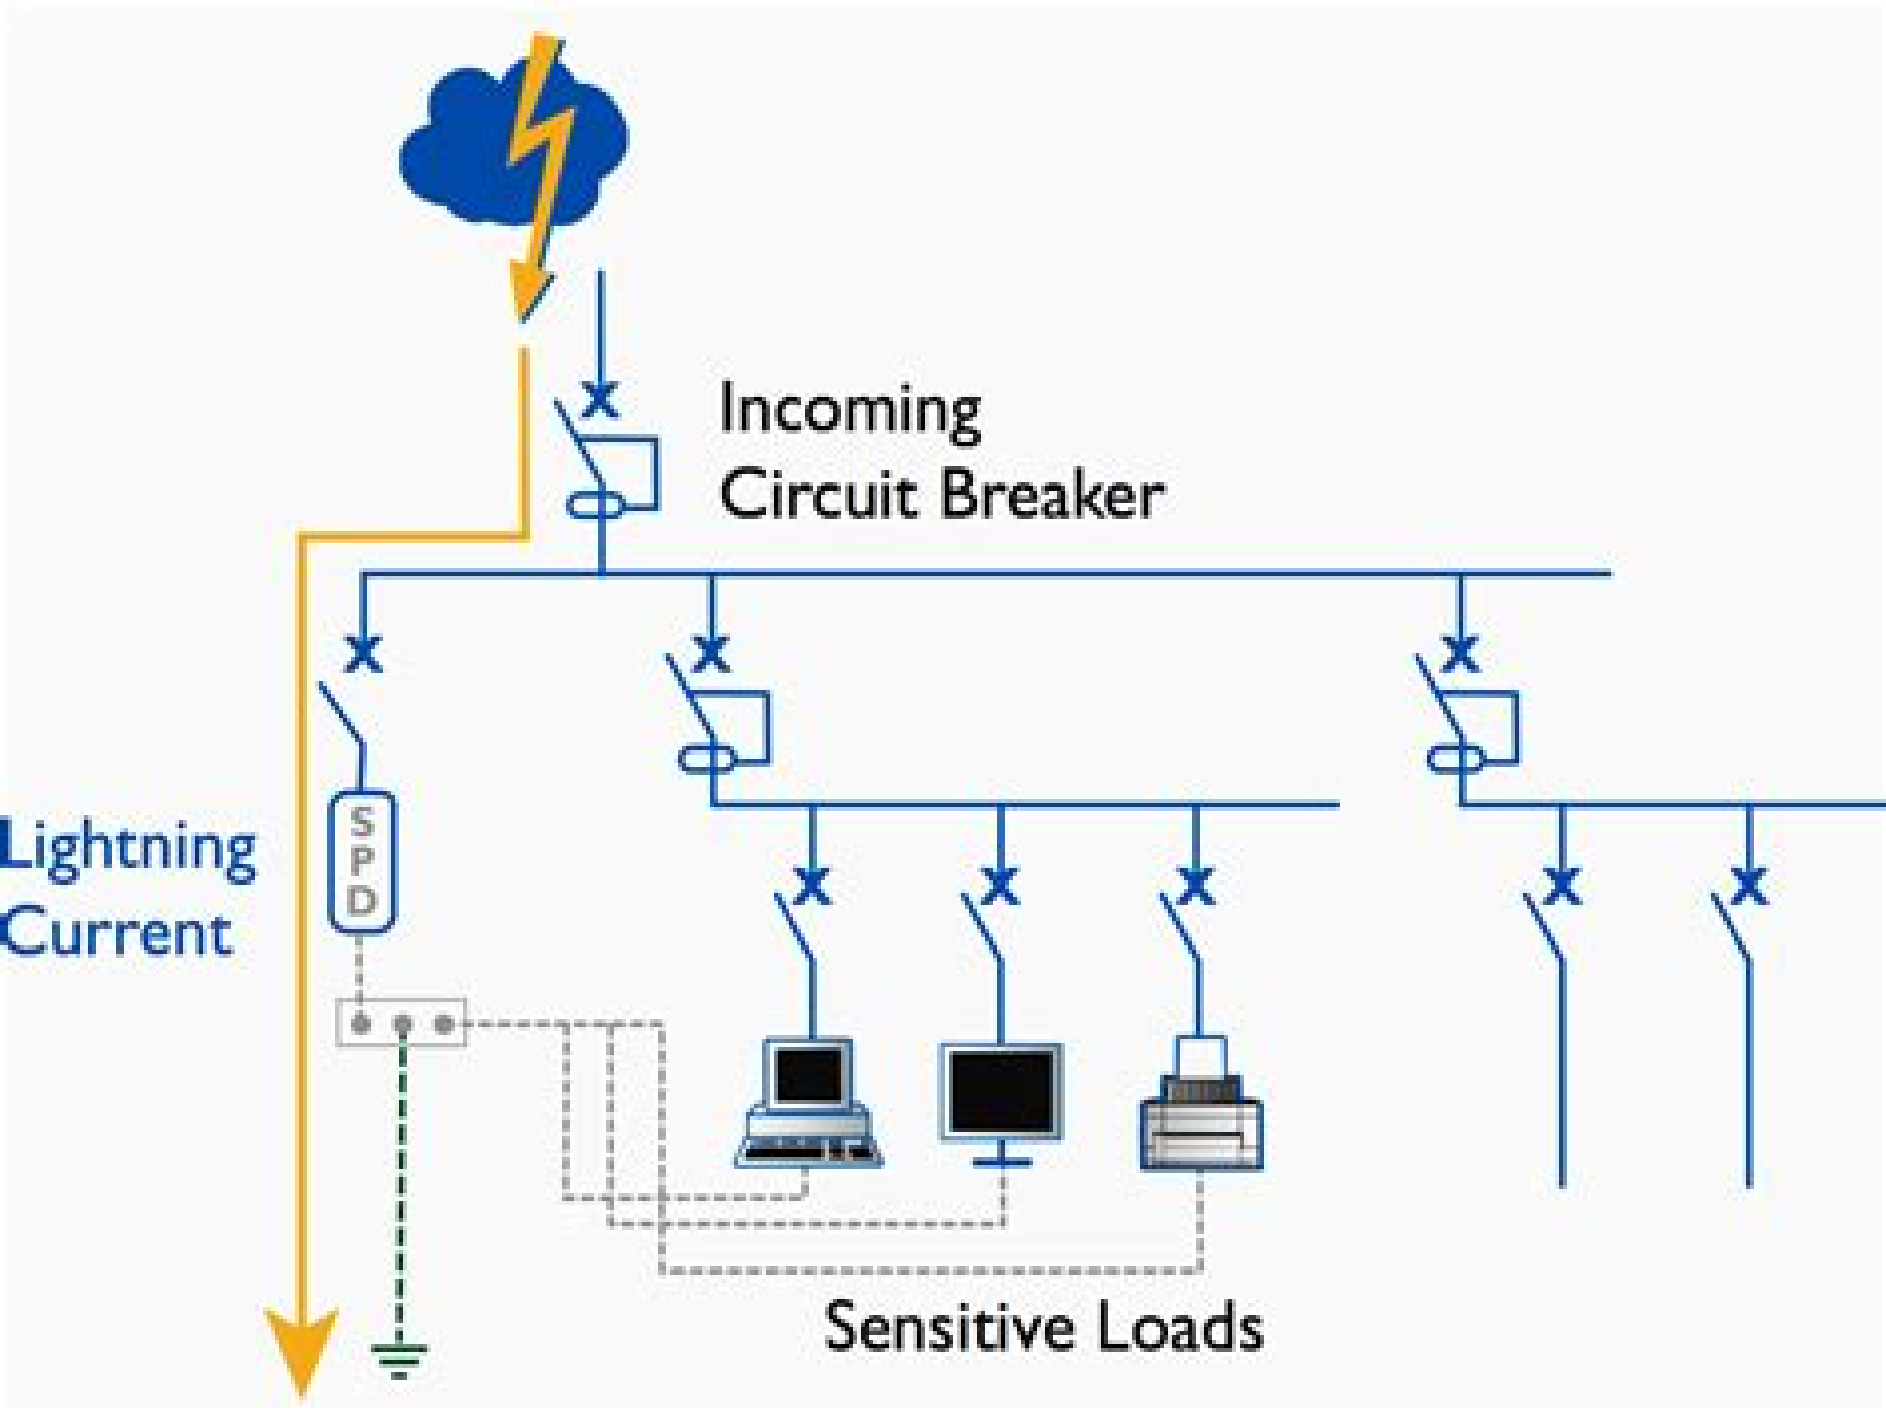 Incoming
Circuit Breaker
Lightning
Current
S
P
D
Sensitive Loads